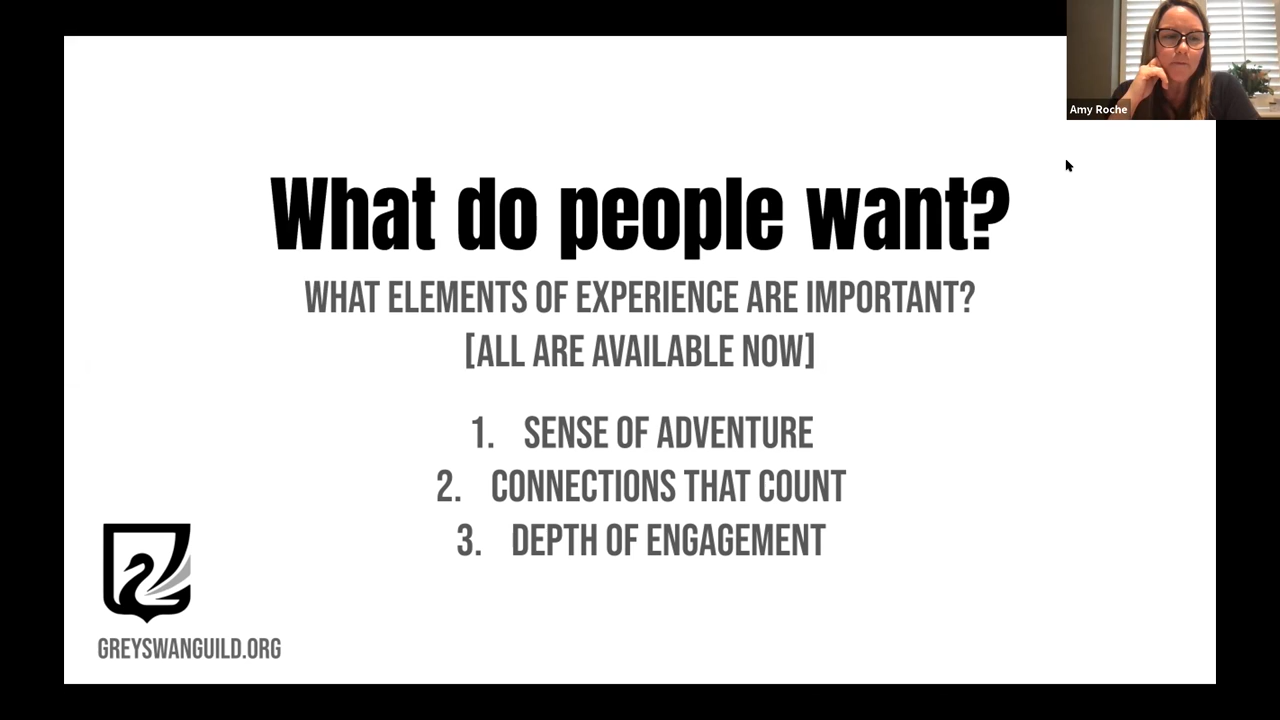 Amy Roche
What do people want?
WHAT ELEMENTS OF EXPERIENCE ARE IMPORTANT?
[ALL ARE AVAILABLE NOW]
1. SENSE OF ADVENTURE
2. CONNECTIONS THAT COUNT
3. DEPTH OF ENGAGEMENT
GREYSWANGUILD.ORG